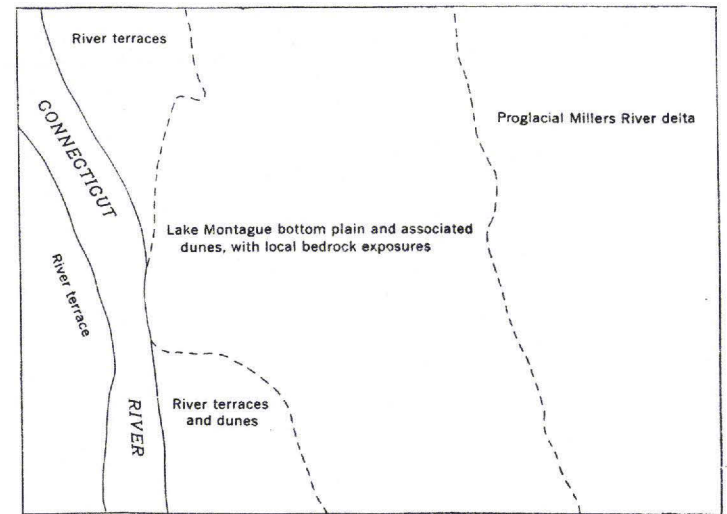 River terraces
CONNECTICUT
Proglacial Millers River delta
Lake Montague bottom plain and associated
dunes, with local bedrock exposures
River terrace
RIVER
River terraces
and dunes